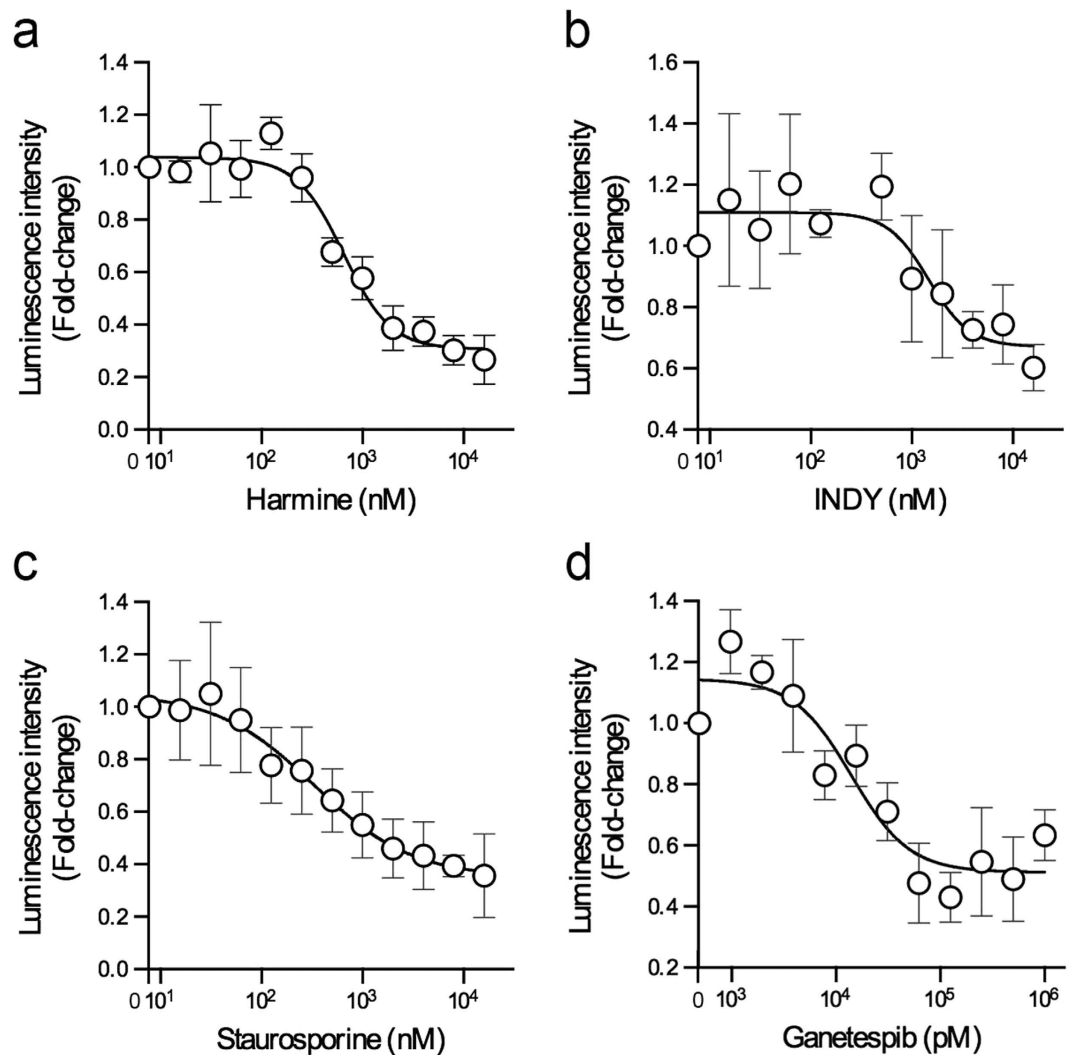 a
Luminescence intensity
(Fold-change)
1.4
1.2
1.0
0.8
0.6
0.4
0.2
0.0
0 10¹ 10² 10³ 10⁴
Harmine (nM)
b
Luminescence intensity
(Fold-change)
1.6
1.4
1.2
1.0
0.8
0.6
0.4
0 10¹ 10² 10³ 10⁴
INDY (nM)
c
Luminescence intensity
(Fold-change)
1.4
1.2
1.0
0.8
0.6
0.4
0.2
0.0
0 10¹ 10² 10³ 10⁴
Staurosporine (nM)
d
Luminescence intensity
(Fold-change)
1.4
1.2
1.0
0.8
0.6
0.4
0.2
0 10³ 10⁴ 10⁵ 10⁶
Ganetespib (pM)